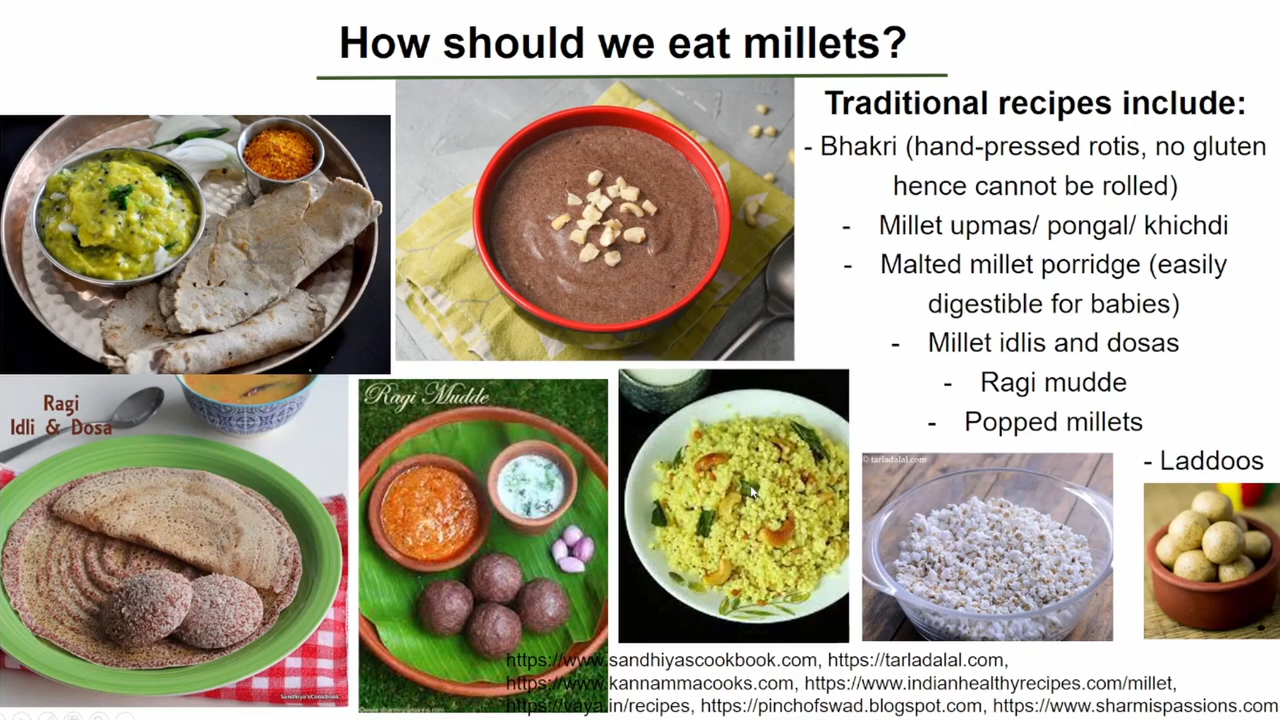 How should we eat millets?
Traditional recipes include:
- Bhakri (hand-pressed rotis, no gluten
hence cannot be rolled)
- Millet upmas/ pongal/ khichdi
- Malted millet porridge (easily
digestible for babies)
- Millet idlis and dosas
- Ragi mudde
- Popped millets
- Laddoos
Ragi
Idli & Dosa
Sandhiya'sCookbook
Ragi Mudde
© tarladalal.com
https://www.sandhiyascookbook.com, https://tarladalal.com,
https://www.kannammacooks.com, https://www.indianhealthyrecipes.com/millet,
https://vaya.in/recipes, https://pinchofswad.blogspot.com, https://www.sharmispassions.com